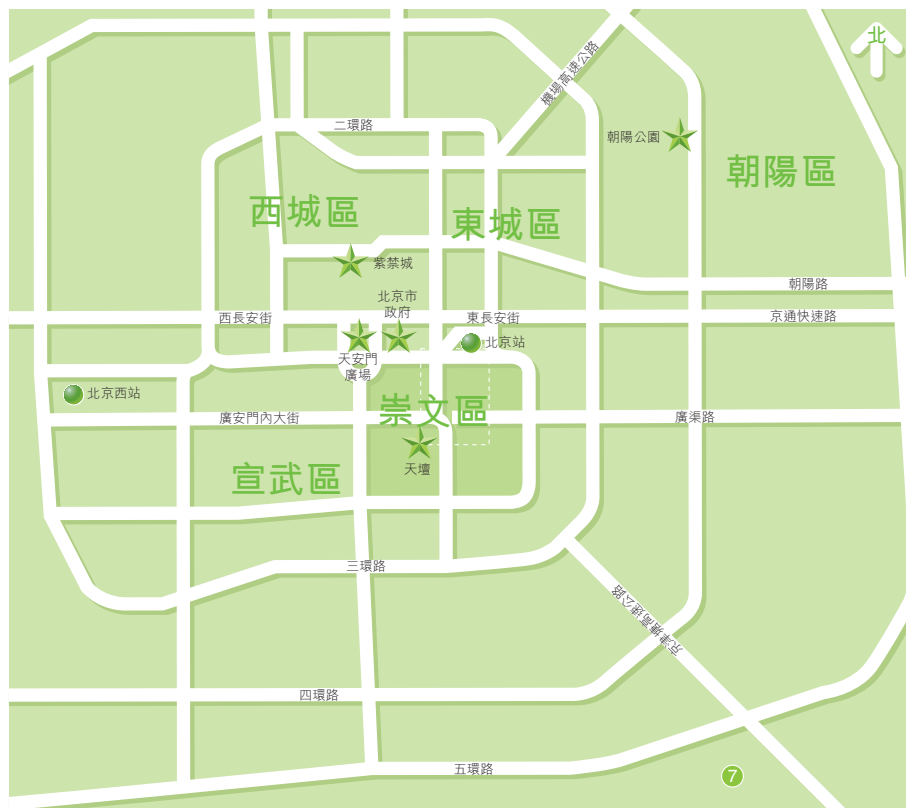 北
機場高速公路
二環路
朝陽公園
朝陽區
西城區
東城區
紫禁城
朝陽路
北京市
政府
西長安街
東長安街
京通快速路
北京站
天安門
廣場
北京西站
崇文區
廣安門內大街
廣渠路
天壇
宣武區
三環路
京津塘高速公路
四環路
五環路
7